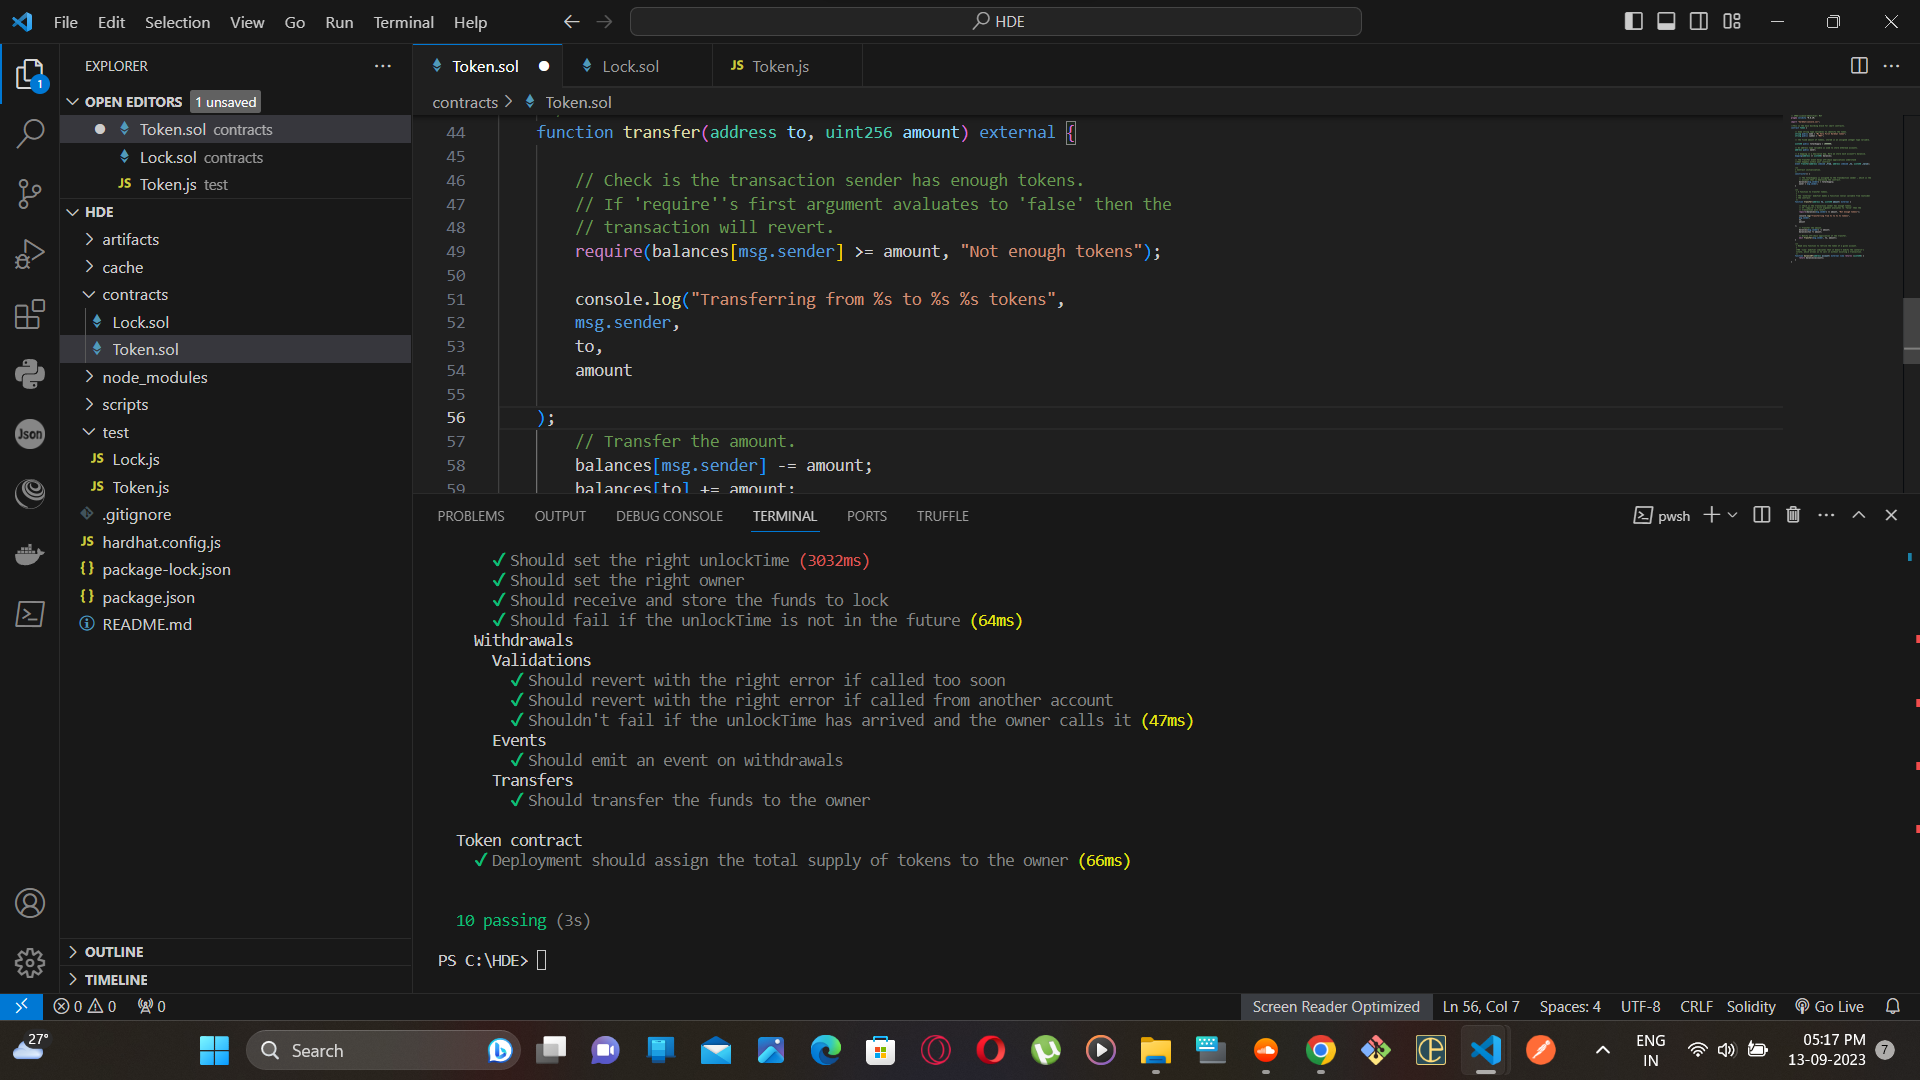 File Edit Selection View Go Run Terminal Help
HDE
EXPLORER
1
OPEN EDITORS 1 unsaved
Token.sol contracts
Lock.sol contracts
JS Token.js test
HDE
artifacts
cache
contracts
Lock.sol
Token.sol
node_modules
scripts
test
JS Lock.js
JS Token.js
.gitignore
JS hardhat.config.js
{} package-lock.json
{} package.json
README.md
OUTLINE
TIMELINE
Json
Token.sol
Lock.sol
JS Token.js
contracts > Token.sol
44 function transfer(address to, uint256 amount) external {
45
46 // Check is the transaction sender has enough tokens.
47 // If 'require''s first argument avaluates to 'false' then the
48 // transaction will revert.
49 require(balances[msg.sender] >= amount, "Not enough tokens");
50
51 console.log("Transferring from %s to %s %s tokens",
52 msg.sender,
53 to,
54 amount
55
56 );
57 // Transfer the amount.
58 balances[msg.sender] -= amount;
59 balances[to] += amount;
PROBLEMS OUTPUT DEBUG CONSOLE TERMINAL PORTS TRUFFLE
pwsh
✓ Should set the right unlockTime (3032ms)
✓ Should set the right owner
✓ Should receive and store the funds to lock
✓ Should fail if the unlockTime is not in the future (64ms)
Withdrawals
Validations
✓ Should revert with the right error if called too soon
✓ Should revert with the right error if called from another account
✓ Shouldn't fail if the unlockTime has arrived and the owner calls it (47ms)
Events
✓ Should emit an event on withdrawals
Transfers
✓ Should transfer the funds to the owner
Token contract
✓ Deployment should assign the total supply of tokens to the owner (66ms)
10 passing (3s)
PS C:\HDE>
0 0 0
Screen Reader Optimized Ln 56, Col 7 Spaces: 4 UTF-8 CRLF Solidity Go Live
27°
Search
ENG
IN
05:17 PM
13-09-2023
7